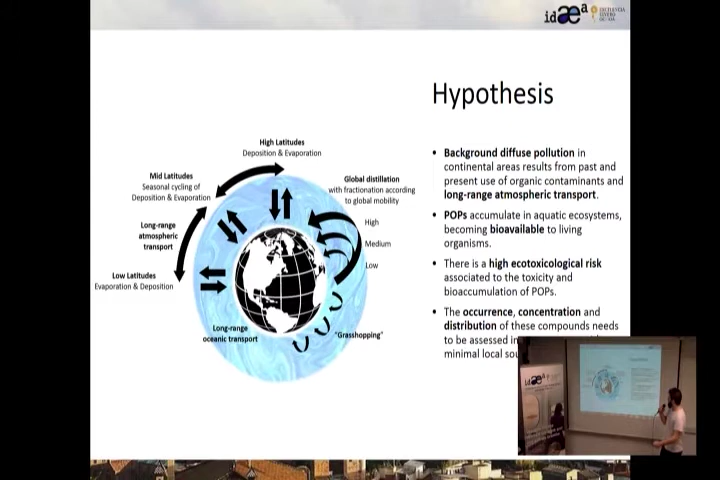 idæa
Hypothesis
High Latitudes
Deposition & Evaporation
Mid Latitudes
Seasonal cycling of
Deposition & Evaporation
Global distillation
with fractionation according
to global mobility
High
Medium
Low
Long-range
atmospheric
transport
Low Latitudes
Evaporation & Deposition
Long-range
oceanic transport
"Grasshopping"
• Background diffuse pollution in
continental areas results from past and
present use of organic contaminants and
long-range atmospheric transport.
• POPs accumulate in aquatic ecosystems,
becoming bioavailable to living
organisms.
• There is a high ecotoxicological risk
associated to the toxicity and
bioaccumulation of POPs.
• The occurrence, concentration and
distribution of these compounds needs
to be assessed in
minimal local
idæa